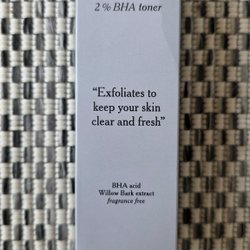 2% BHA toner
“Exfoliates to
keep your skin
clear and fresh”
BHA acid
Willow Bark extract
fragrance free